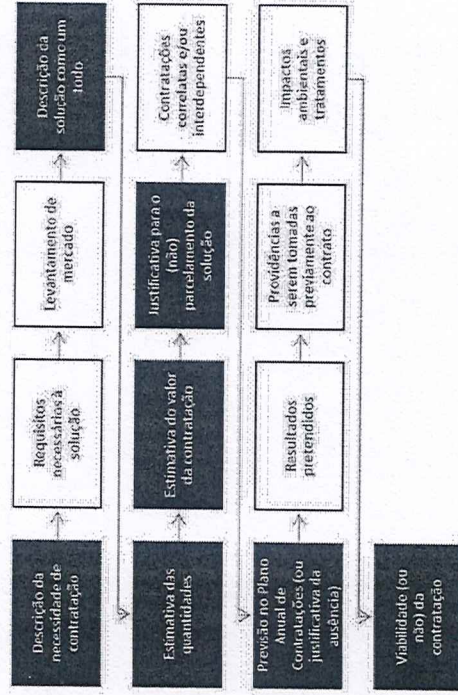 Descrição da
necessidade de
contratação
Requisitos
necessários à
solução
Levantamento de
mercado
Descrição da
solução como um
todo
Estimativa das
quantidades
Estimativa do valor
da contratação
Justificativa para o
(não)
parcelamento da
solução
Contratações
correlatas e/ou
interdependentes
Previsão no Plano
Anual de
Contratações (ou
justificativa da
ausência)
Resultados
pretendidos
Providências a
serem tomadas
previamente ao
contrato
Impactos
ambientais e
tratamentos
Viabilidade (ou
não) da
contratação